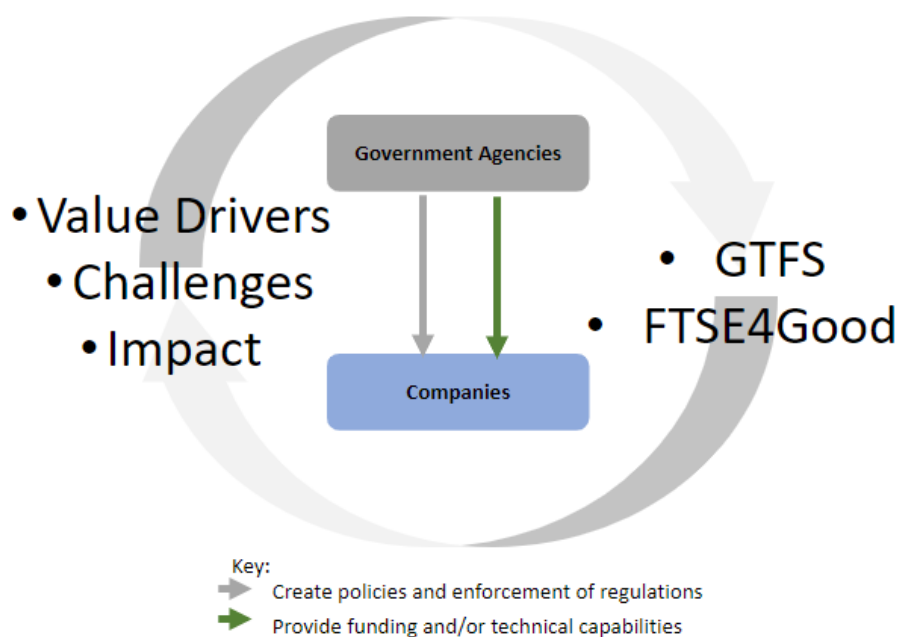 Government Agencies
• Value Drivers
• Challenges
• Impact
• GTFS
• FTSE4Good
Companies
Key:
Create policies and enforcement of regulations
Provide funding and/or technical capabilities